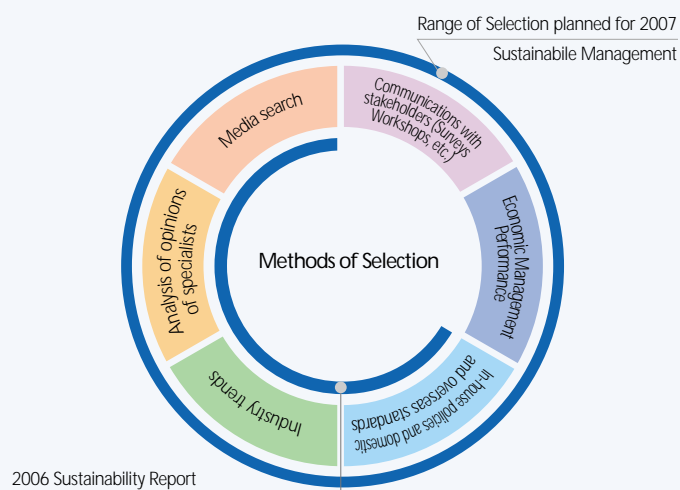 Range of Selection planned for 2007
Sustainabile Management
Communications with
stakeholders (Surveys
Workshops, etc.)
Media search
Economic Management
Performance
Analysis of opinions
of specialists
Methods of Selection
In-house policies and domestic
and overseas standards
Industry trends
2006 Sustainability Report